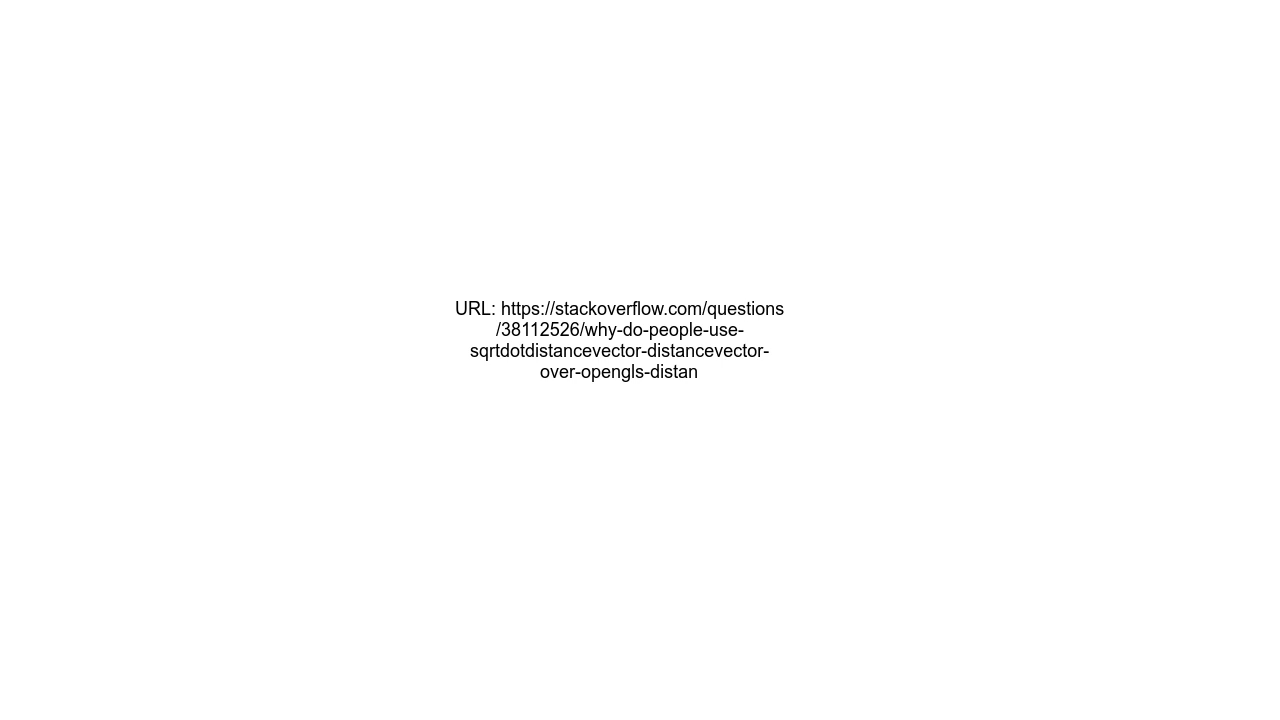 URL: https://stackoverflow.com/questions
/38112526/why-do-people-use-
sqrtdotdistancevector-distancevector-
over-opengls-distan